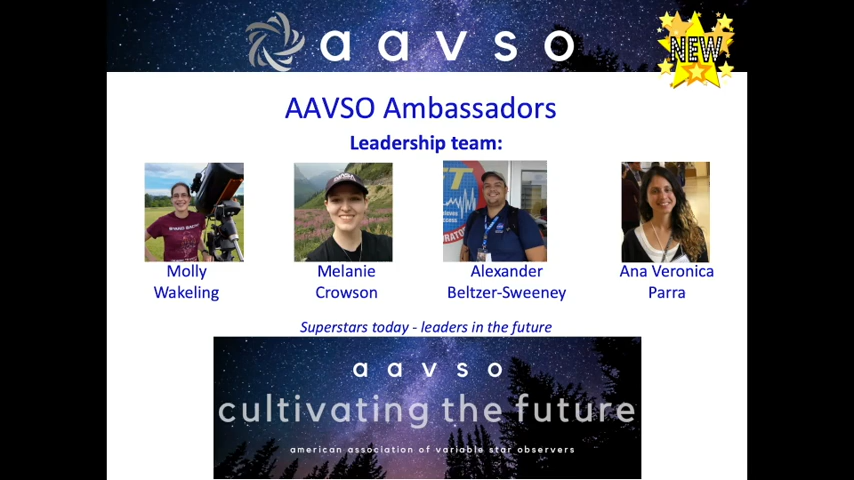 aavso
NEW
AAVSO Ambassadors
Leadership team:
Molly
Wakeling
Melanie
Crowson
Alexander
Beltzer-Sweeney
Ana Veronica
Parra
Superstars today - leaders in the future
aavso
cultivating the future
american association of variable star observers